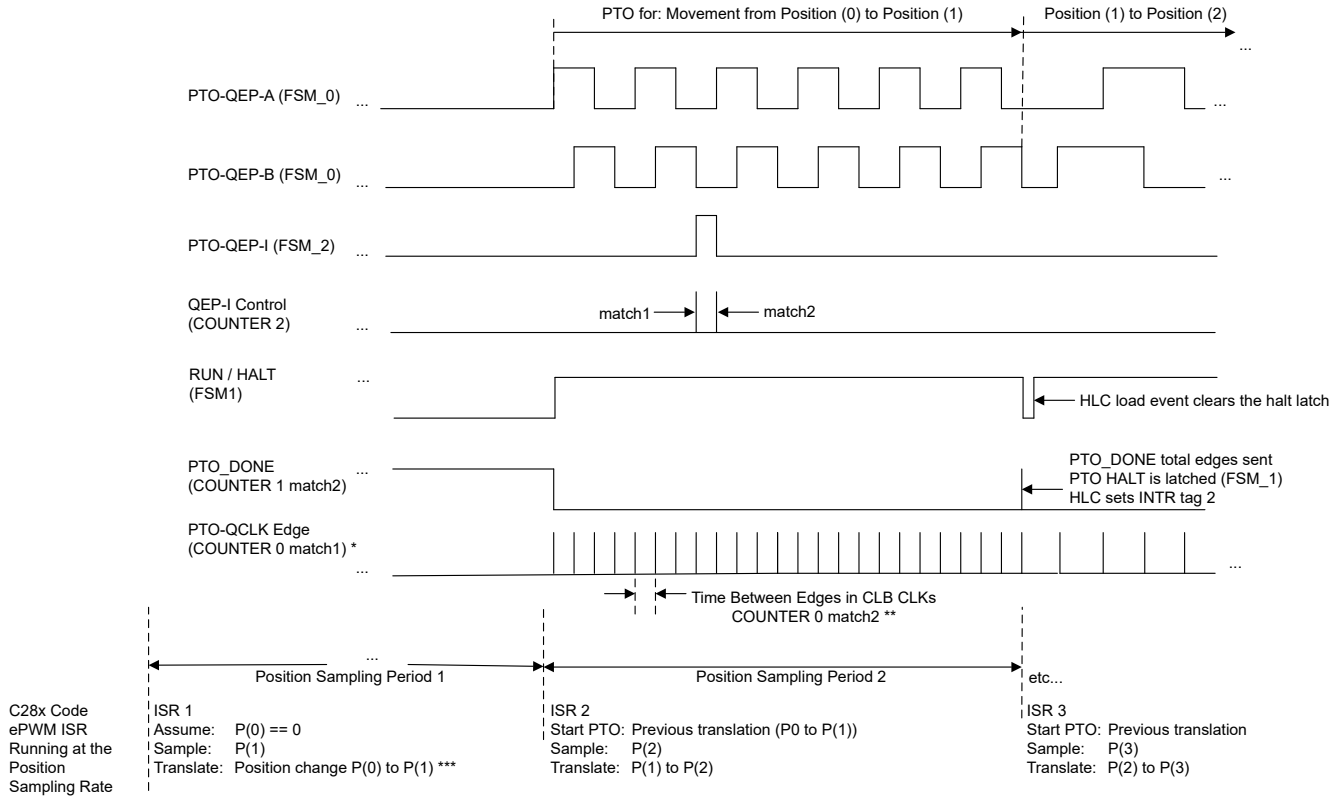 PTO for: Movement from Position (0) to Position (1)
Position (1) to Position (2)
...
PTO-QEP-A (FSM_0)
...
...
PTO-QEP-B (FSM_0)
...
...
PTO-QEP-I (FSM_2)
...
QEP-I Control
(COUNTER 2)
...
match1
match2
RUN / HALT
(FSM1)
...
HLC load event clears the halt latch
PTO_DONE
(COUNTER 1 match2)
...
PTO_DONE total edges sent
PTO HALT is latched (FSM_1)
HLC sets INTR tag 2
PTO-QCLK Edge
(COUNTER 0 match1) *
...
...
Time Between Edges in CLB CLKs
COUNTER 0 match2 **
...
Position Sampling Period 1
Position Sampling Period 2
etc...
C28x Code
ePWM ISR
Running at the
Position
Sampling Rate
ISR 1
Assume: P(0) == 0
Sample: P(1)
Translate: Position change P(0) to P(1) ***
ISR 2
Start PTO: Previous translation (P0 to P(1))
Sample: P(2)
Translate: P(1) to P(2)
ISR 3
Start PTO: Previous translation
Sample: P(3)
Translate: P(2) to P(3)